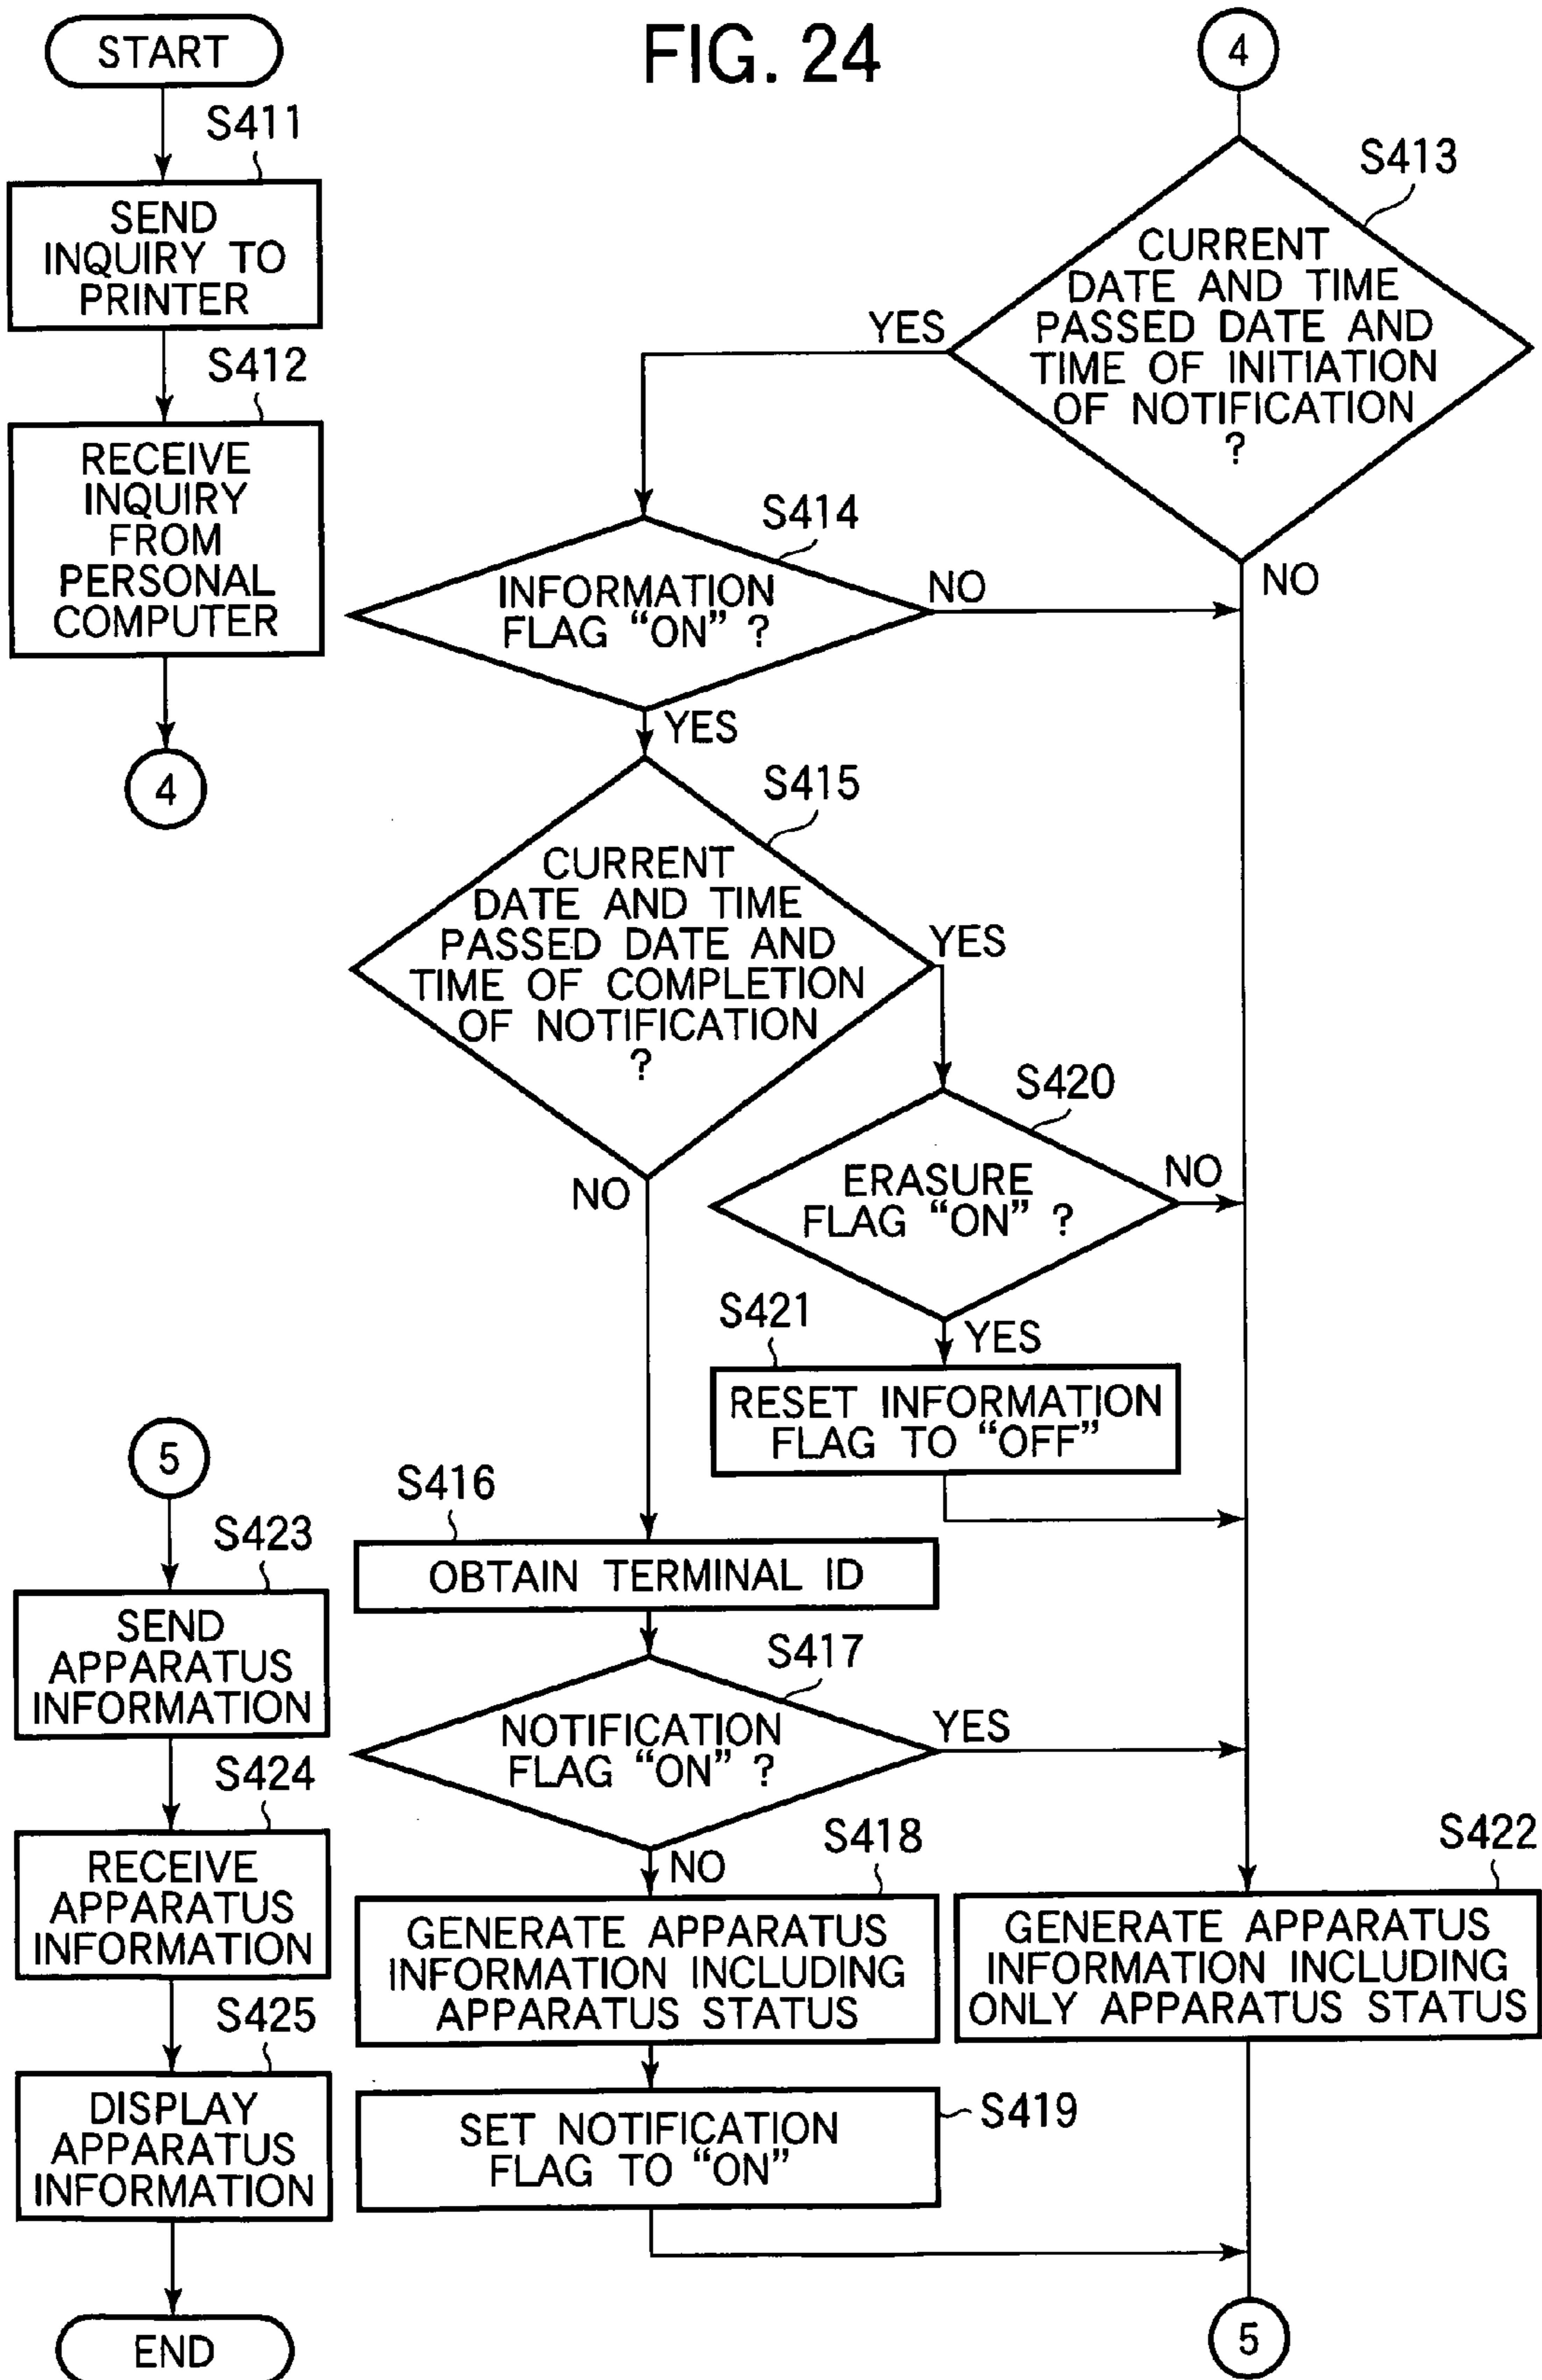 FIG. 24
START
S411
SEND
INQUIRY TO
PRINTER
S412
RECEIVE
INQUIRY
FROM
PERSONAL
COMPUTER
4
4
S413
CURRENT
DATE AND TIME
PASSED DATE AND
TIME OF INITIATION
OF NOTIFICATION
?
YES
NO
S414
INFORMATION
FLAG “ON” ?
NO
YES
S415
CURRENT
DATE AND TIME
PASSED DATE AND
TIME OF COMPLETION
OF NOTIFICATION
?
YES
NO
S420
ERASURE
FLAG “ON” ?
NO
YES
S421
RESET INFORMATION
FLAG TO “OFF”
S416
OBTAIN TERMINAL ID
S417
NOTIFICATION
FLAG “ON” ?
YES
NO
S418
GENERATE APPARATUS
INFORMATION INCLUDING
APPARATUS STATUS
S419
SET NOTIFICATION
FLAG TO “ON”
S422
GENERATE APPARATUS
INFORMATION INCLUDING
ONLY APPARATUS STATUS
5
5
S423
SEND
APPARATUS
INFORMATION
S424
RECEIVE
APPARATUS
INFORMATION
S425
DISPLAY
APPARATUS
INFORMATION
END